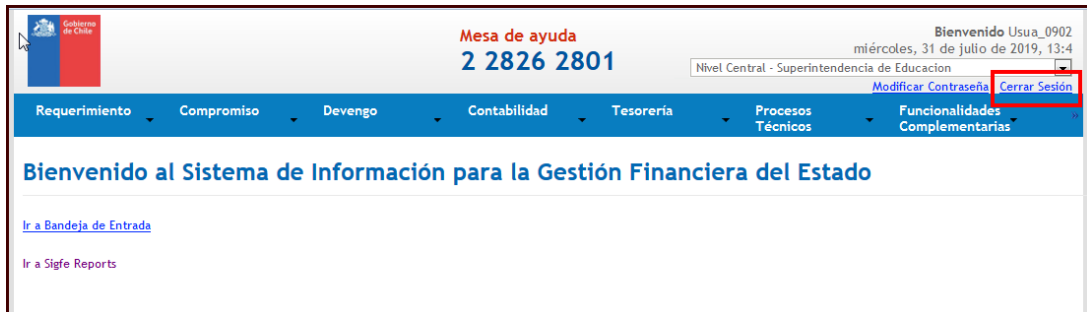 Gobierno
de Chile
Mesa de ayuda
2 2826 2801
Bienvenido Usua_0902
miércoles, 31 de julio de 2019, 13:4
Nivel Central - Superintendencia de Educacion
Modificar Contraseña Cerrar Sesión
Requerimiento Compromiso Devengo Contabilidad Tesorería Procesos Técnicos Funcionalidades Complementarias »
Bienvenido al Sistema de Información para la Gestión Financiera del Estado
Ir a Bandeja de Entrada
Ir a Sigfe Reports